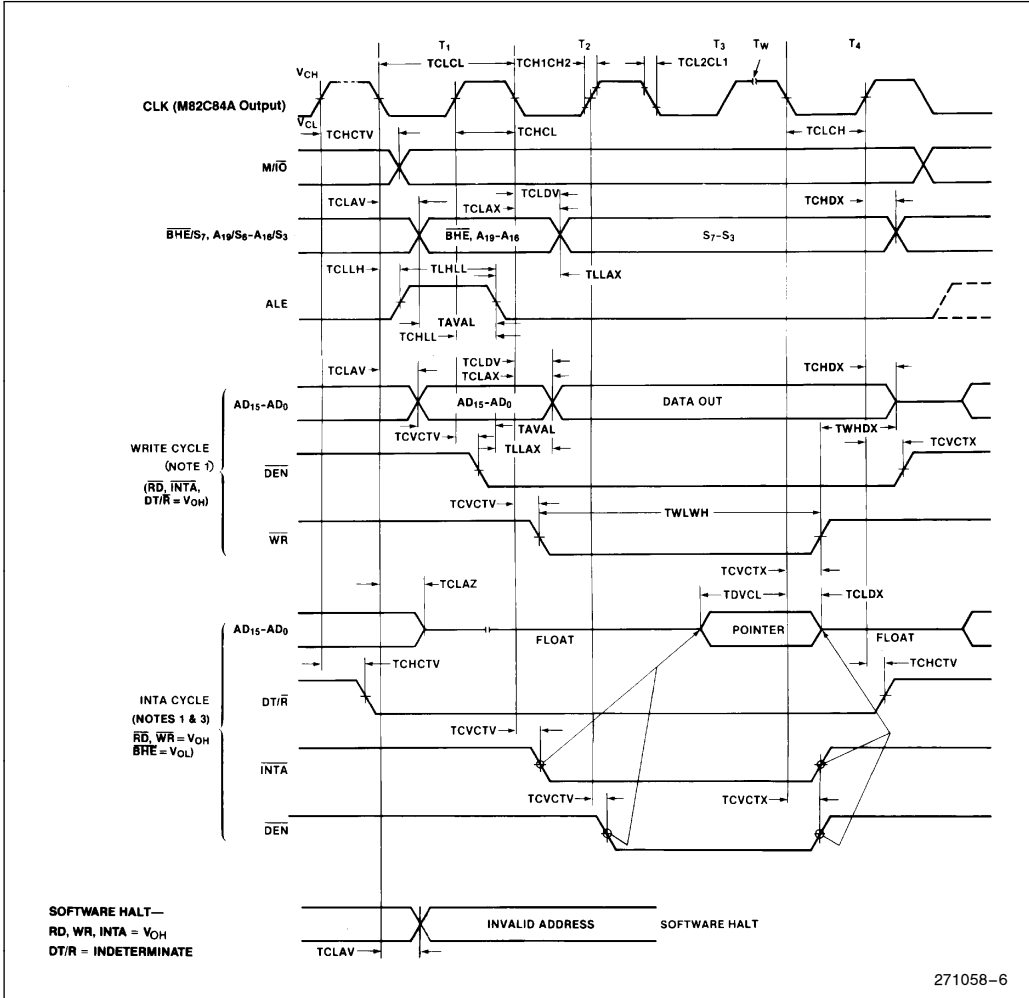 T1 T2 T3 TW T4
TCLCL TCH1CH2 TCL2CL1
VCH
CLK (M82C84A Output)
VCL
TCHCTV TCHCL TCLCH
M/IO
TCLDV
TCLAV TCLAX TCHDX
BHE/S7, A19/S6-A16/S3 BHE, A19-A16 S7-S3
TCLLH TLHLL TLLAX
ALE
TAVAL
TCHLL
TCLDV
TCLAV TCLAX TCHDX
AD15-AD0 AD15-AD0 DATA OUT
TCVCTV TAVAL TWHDX
WRITE CYCLE
(NOTE 1)
(RD, INTA,
DT/R = VOH)
TLLAX TCVCTX
DEN
TCVCTV TWLWH
WR
TCVCTX
TCLAZ TDVCL TCLDX
AD15-AD0 FLOAT POINTER FLOAT
TCHCTV TCHCTV
INTA CYCLE
(NOTES 1 & 3)
RD, WR = VOH
BHE = VOL)
DT/R
TCVCTV
INTA
TCVCTV TCVCTX
DEN
SOFTWARE HALT—
RD, WR, INTA = VOH
DT/R = INDETERMINATE
INVALID ADDRESS SOFTWARE HALT
TCLAV
271058-6